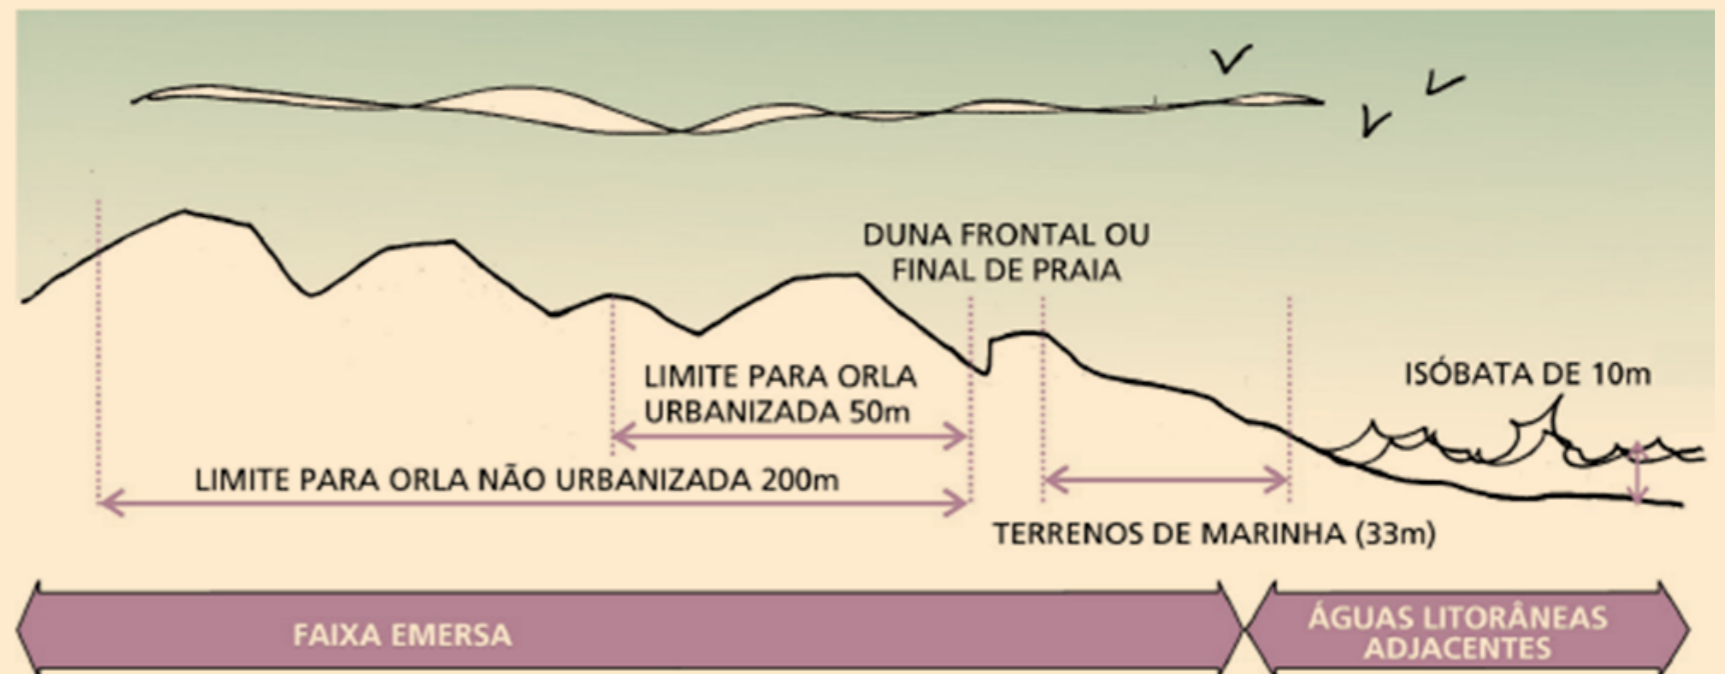 DUNA FRONTAL OU
FINAL DE PRAIA
LIMITE PARA ORLA
URBANIZADA 50m
ISÓBATA DE 10m
LIMITE PARA ORLA NÃO URBANIZADA 200m
TERRENOS DE MARINHA (33m)
FAIXA EMERSA
ÁGUAS LITORÂNEAS
ADJACENTES